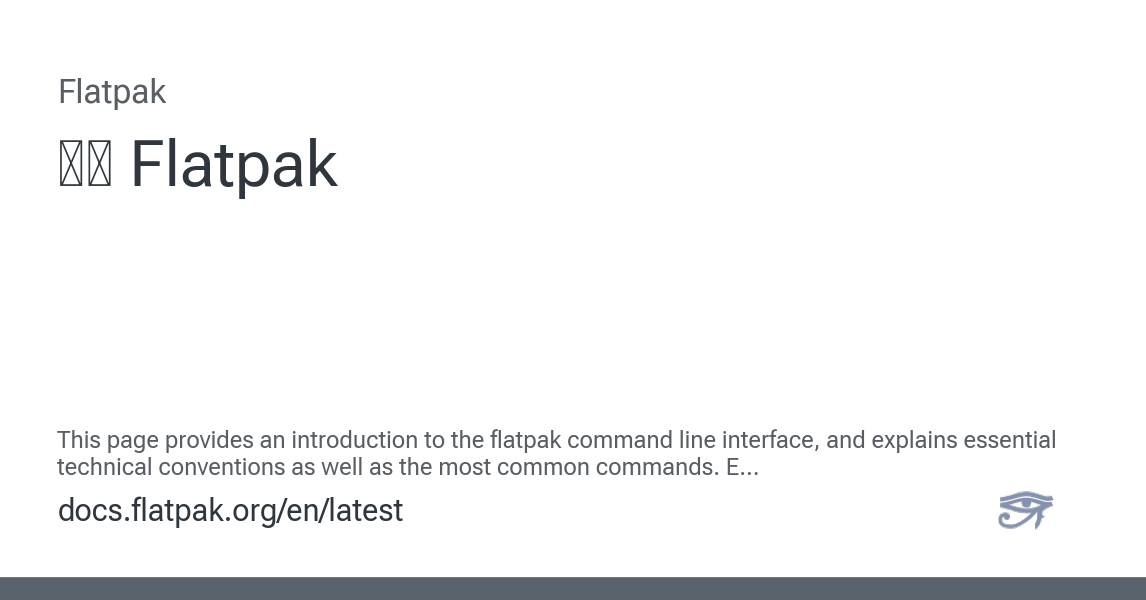 Flatpak
Flatpak
This page provides an introduction to the flatpak command line interface, and explains essential
technical conventions as well as the most common commands. E...
docs.flatpak.org/en/latest